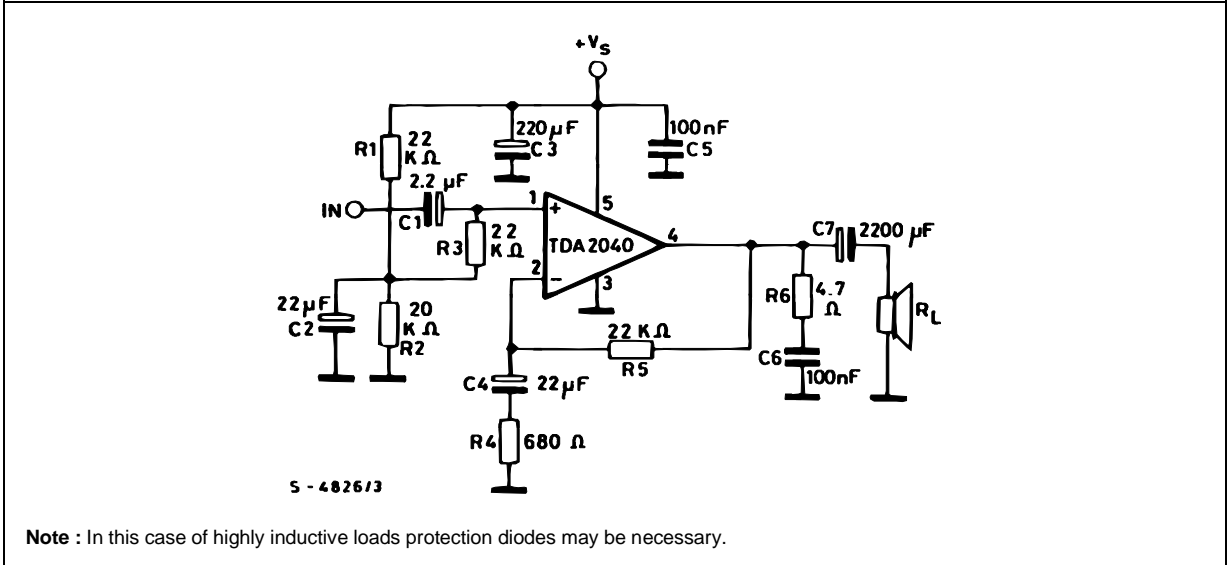 +Vs
220 µF
C3
100nF
C5
R1
22
KΩ
2.2 µF
IN
C1
R3
22
KΩ
1
+
5
TDA2040
4
2
−
3
C7
2200 µF
22µF
C2
20
KΩ
R2
R6
4.7
Ω
RL
22 KΩ
R5
C6
100nF
C4
22µF
R4
680 Ω
S - 4826/3
Note : In this case of highly inductive loads protection diodes may be necessary.